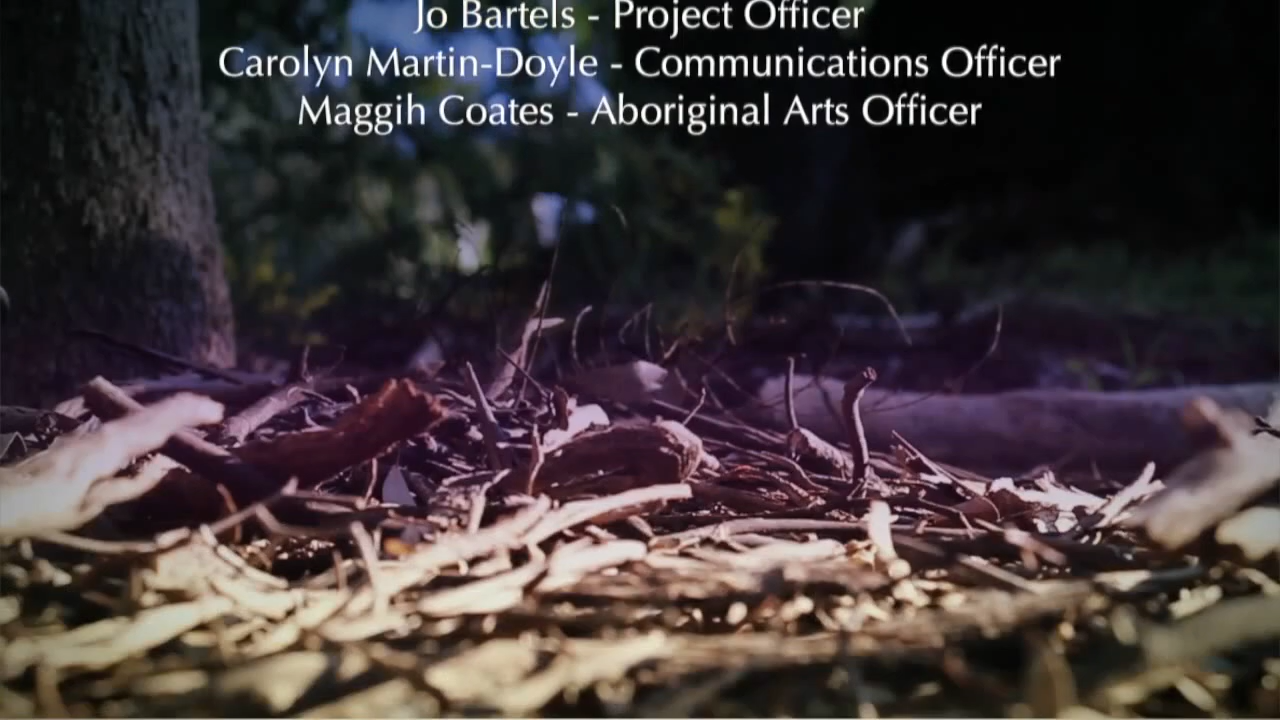 Jo Bartels - Project Officer
Carolyn Martin-Doyle - Communications Officer
Maggih Coates - Aboriginal Arts Officer